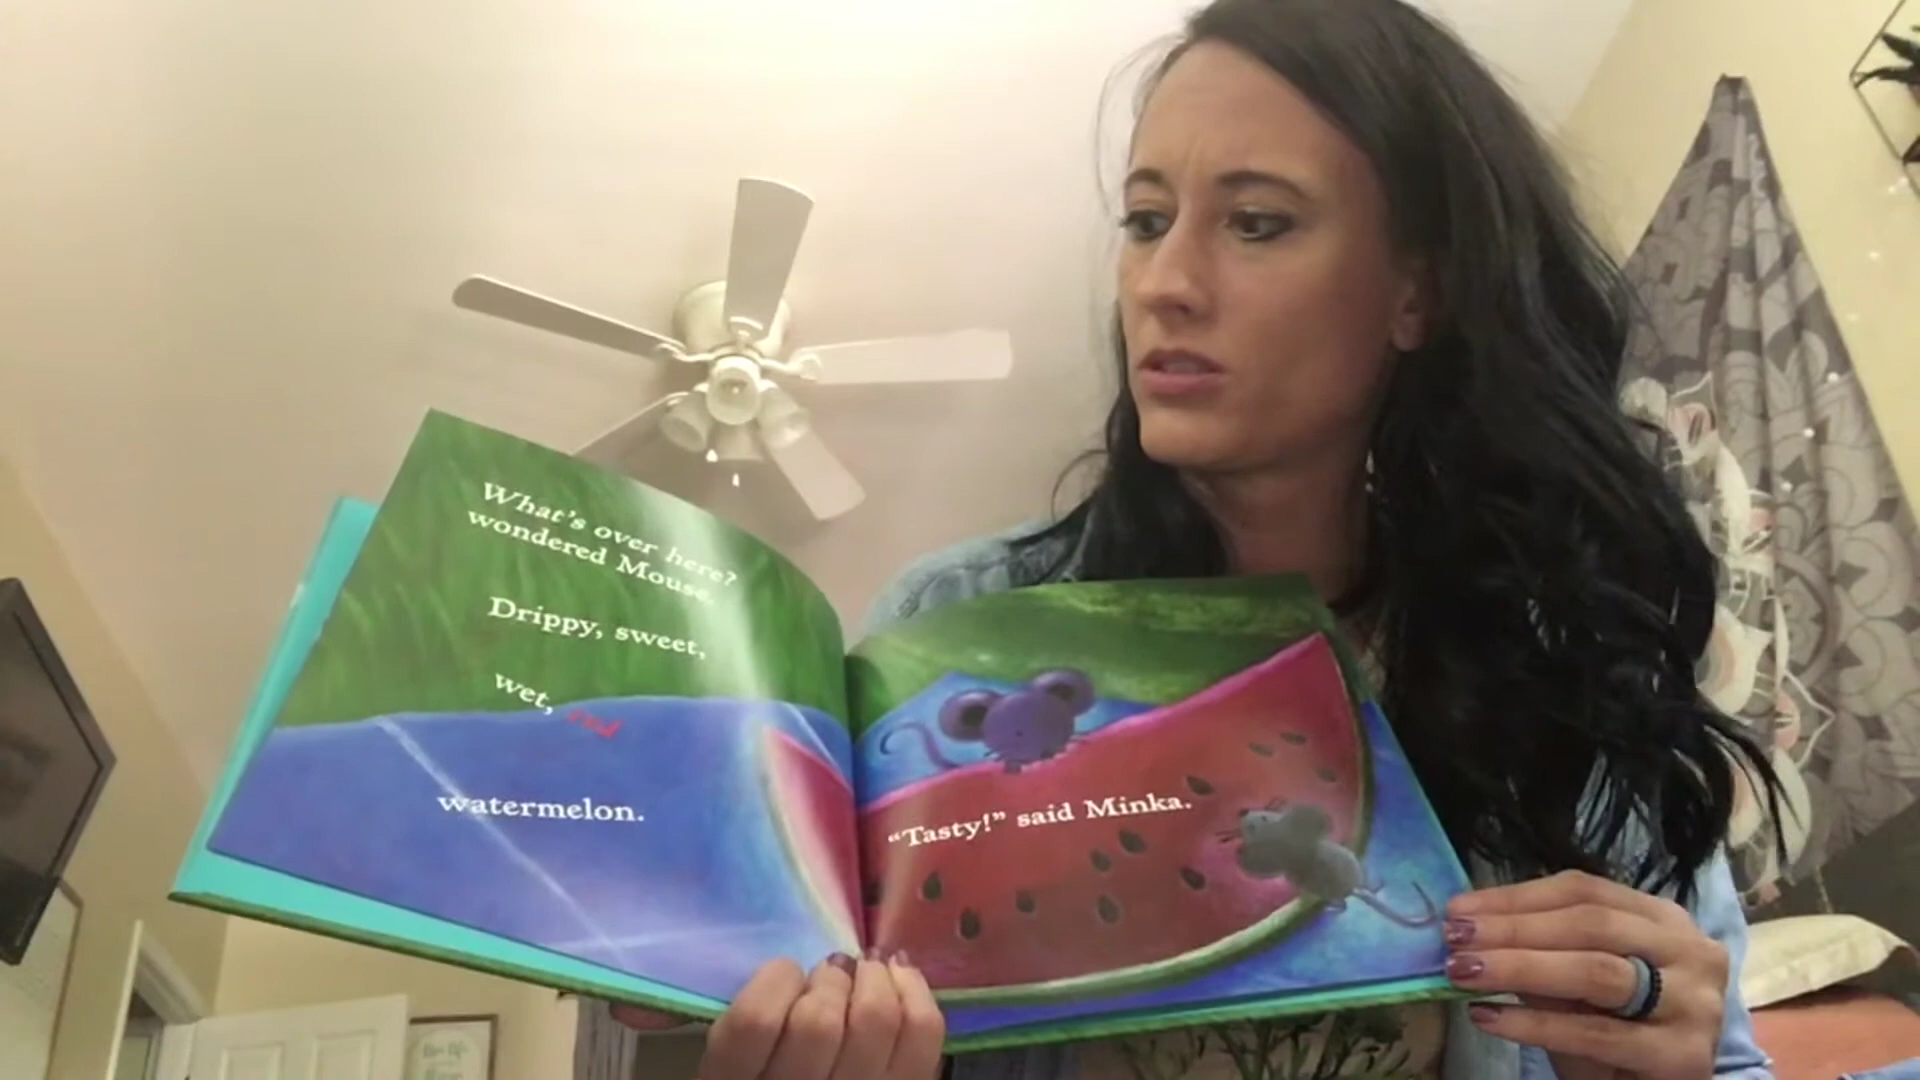 What's over here?
wondered Mouse.
Drippy, sweet,
wet, red
watermelon.
"Tasty!" said Minka.